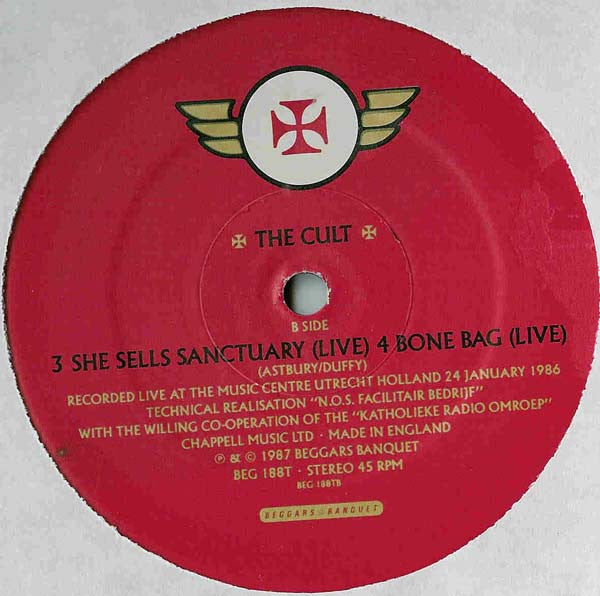 THE CULT
B SIDE
3 SHE SELLS SANCTUARY (LIVE) 4 BONE BAG (LIVE)
(ASTBURY/DUFFY)
RECORDED LIVE AT THE MUSIC CENTRE UTRECHT HOLLAND 24 JANUARY 1986
TECHNICAL REALISATION "N.O.S. FACILITAIR BEDRIJF"
WITH THE WILLING CO-OPERATION OF THE "KATHOLIEKE RADIO OMROEP"
CHAPPELL MUSIC LTD · MADE IN ENGLAND
℗ & © 1987 BEGGARS BANQUET
BEG 188T · STEREO 45 RPM
BEG 188TB
BEGGARS BANQUET